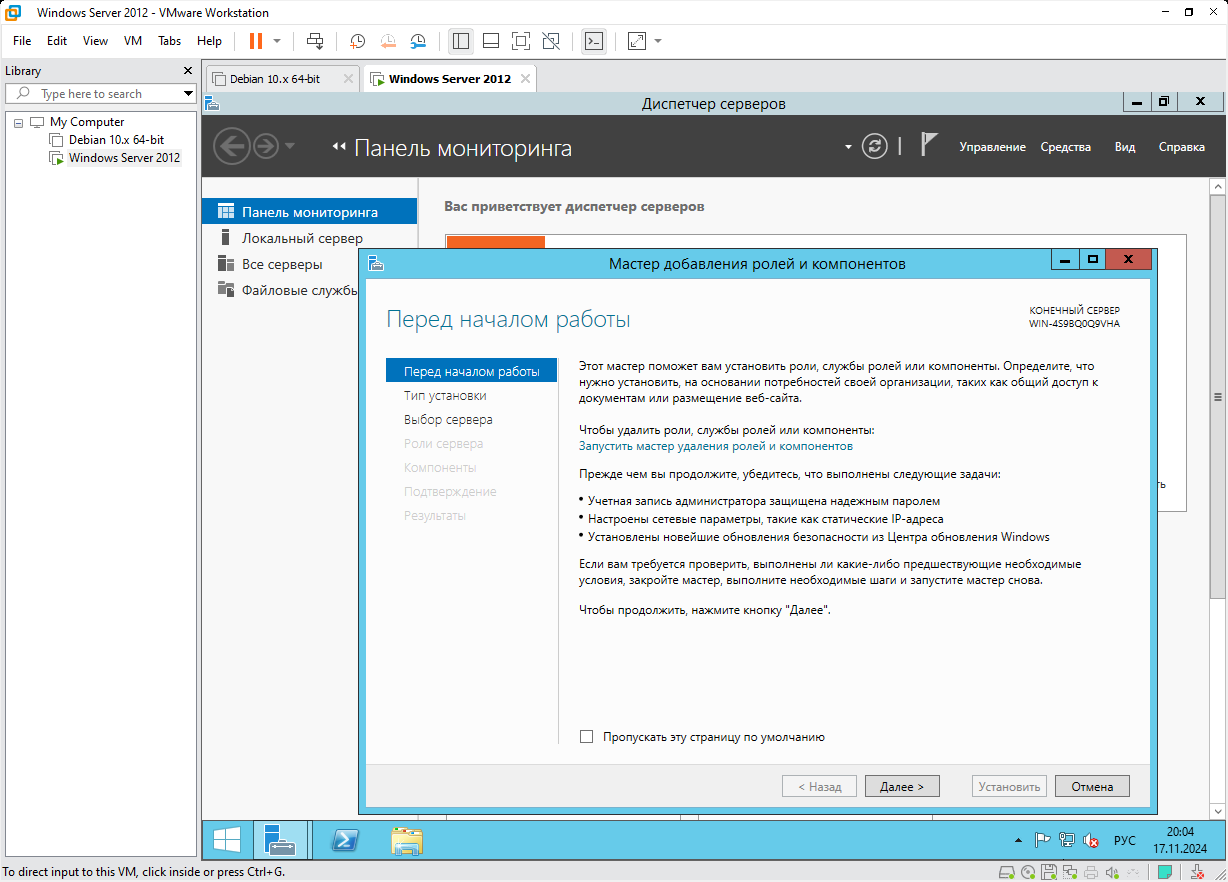 Windows Server 2012 - VMware Workstation
File Edit View VM Tabs Help
Library
Type here to search
My Computer
Debian 10.x 64-bit
Windows Server 2012
Debian 10.x 64-bit
Windows Server 2012
Диспетчер серверов
Панель мониторинга
Управление Средства Вид Справка
Панель мониторинга
Локальный сервер
Все серверы
Файловые службы
Вас приветствует диспетчер серверов
Мастер добавления ролей и компонентов
Перед началом работы
КОНЕЧНЫЙ СЕРВЕР
WIN-4S9BQ0Q9VHA
Перед началом работы
Тип установки
Выбор сервера
Роли сервера
Компоненты
Подтверждение
Результаты
Этот мастер поможет вам установить роли, службы ролей или компоненты. Определите, что
нужно установить, на основании потребностей своей организации, таких как общий доступ к
документам или размещение веб-сайта.
Чтобы удалить роли, службы ролей или компоненты:
Запустить мастер удаления ролей и компонентов
Прежде чем вы продолжите, убедитесь, что выполнены следующие задачи:
• Учетная запись администратора защищена надежным паролем
• Настроены сетевые параметры, такие как статические IP-адреса
• Установлены новейшие обновления безопасности из Центра обновления Windows
Если вам требуется проверить, выполнены ли какие-либо предшествующие необходимые
условия, закройте мастер, выполните необходимые шаги и запустите мастер снова.
Чтобы продолжить, нажмите кнопку "Далее".
Пропускать эту страницу по умолчанию
< Назад Далее > Установить Отмена
РУС
20:04
17.11.2024
To direct input to this VM, click inside or press Ctrl+G.